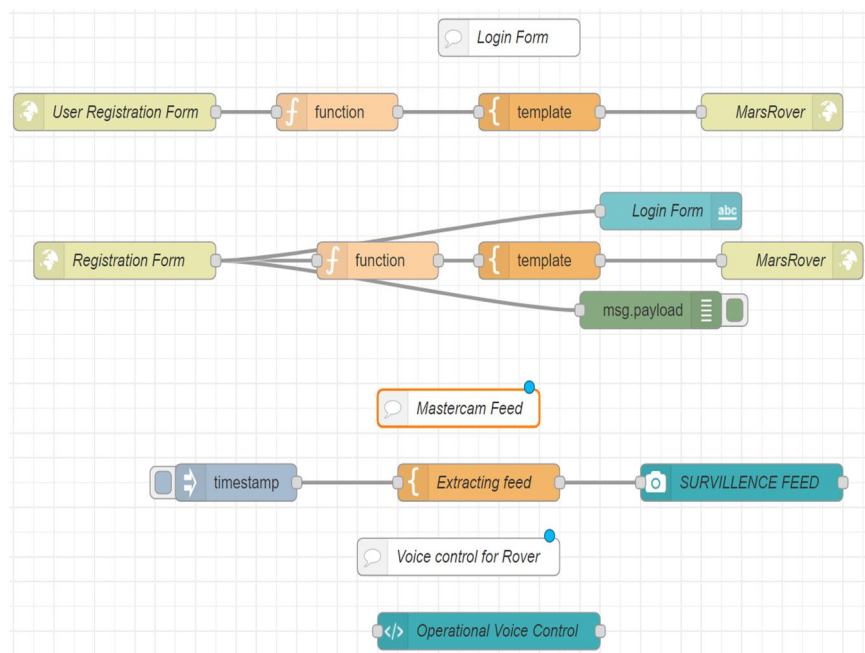 Login Form
User Registration Form
function
template
MarsRover
Login Form
abc
Registration Form
function
template
MarsRover
msg.payload
Mastercam Feed
timestamp
Extracting feed
SURVILLENCE FEED
Voice control for Rover
</> Operational Voice Control